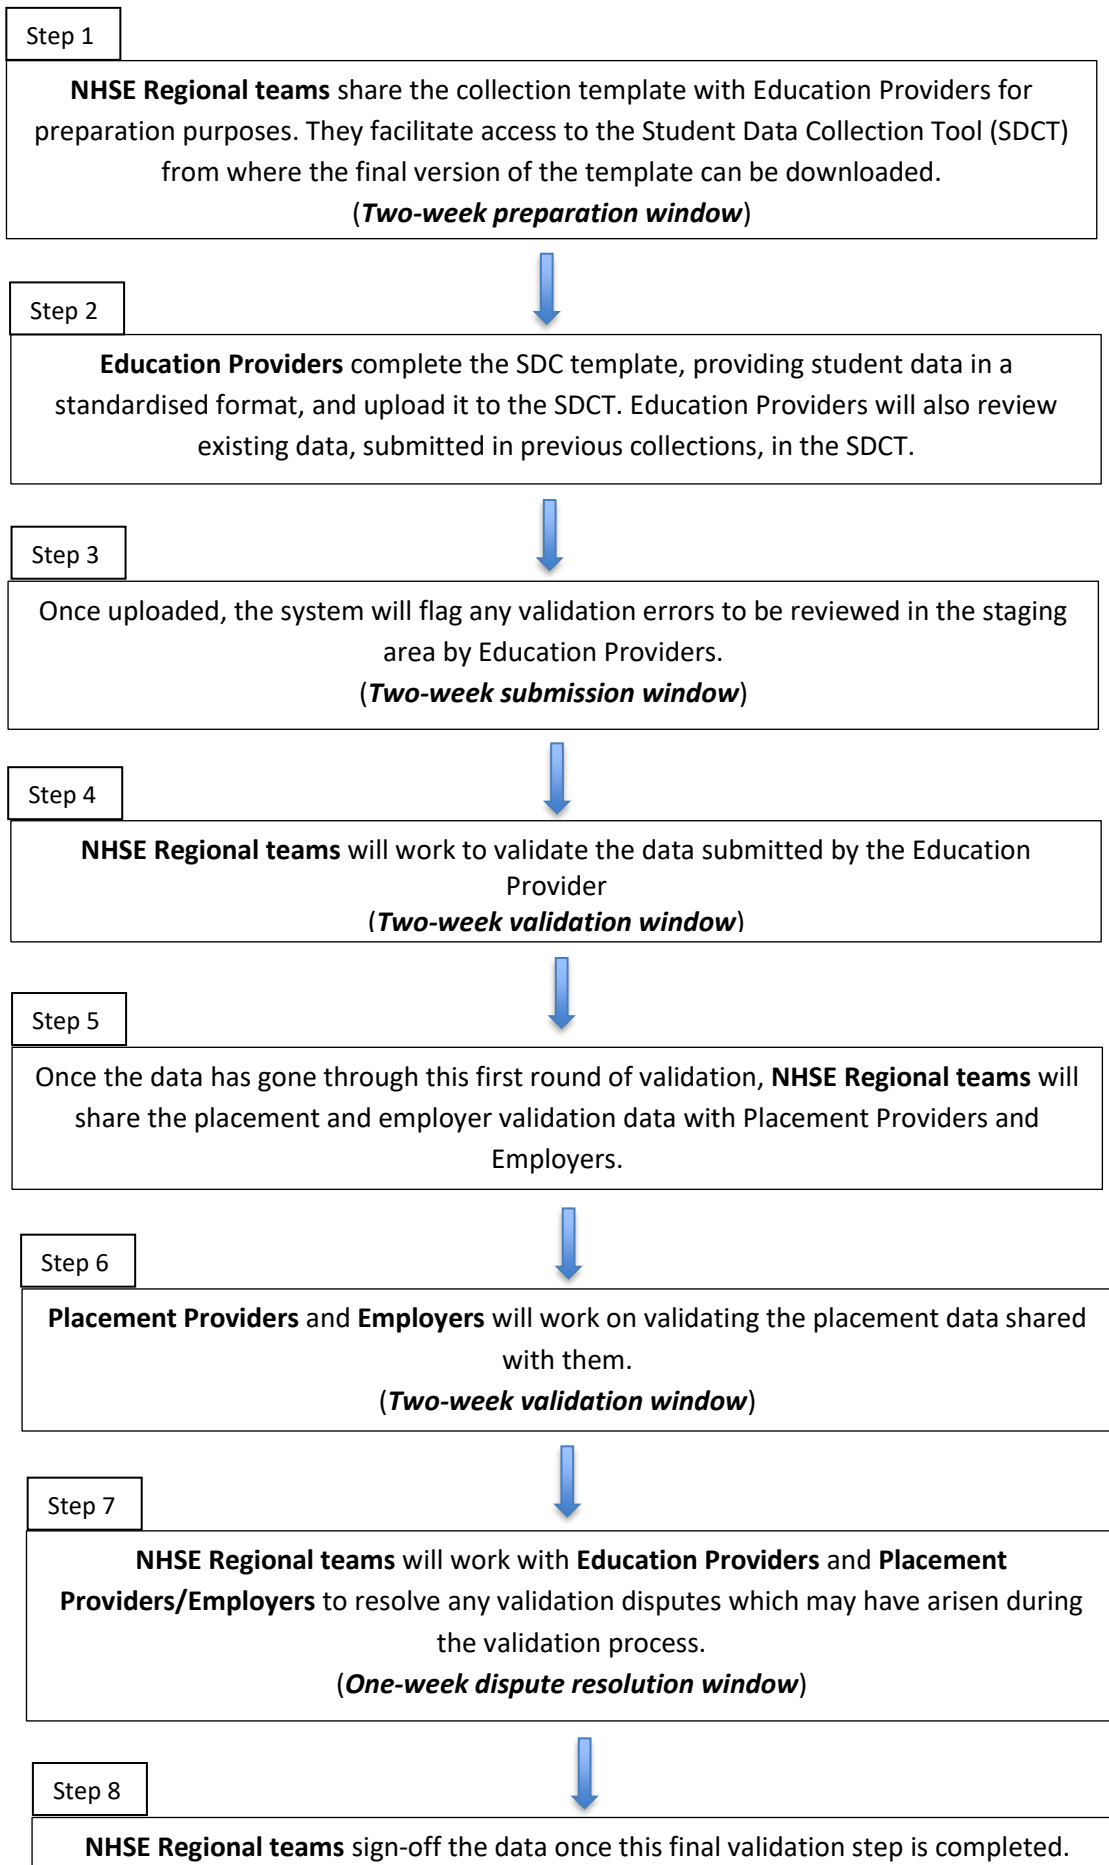 Step 1
NHSE Regional teams share the collection template with Education Providers for
preparation purposes. They facilitate access to the Student Data Collection Tool (SDCT)
from where the final version of the template can be downloaded.
(Two-week preparation window)
Step 2
Education Providers complete the SDC template, providing student data in a
standardised format, and upload it to the SDCT. Education Providers will also review
existing data, submitted in previous collections, in the SDCT.
Step 3
Once uploaded, the system will flag any validation errors to be reviewed in the staging
area by Education Providers.
(Two-week submission window)
Step 4
NHSE Regional teams will work to validate the data submitted by the Education
Provider
(Two-week validation window)
Step 5
Once the data has gone through this first round of validation, NHSE Regional teams will
share the placement and employer validation data with Placement Providers and
Employers.
Step 6
Placement Providers and Employers will work on validating the placement data shared
with them.
(Two-week validation window)
Step 7
NHSE Regional teams will work with Education Providers and Placement
Providers/Employers to resolve any validation disputes which may have arisen during
the validation process.
(One-week dispute resolution window)
Step 8
NHSE Regional teams sign-off the data once this final validation step is completed.